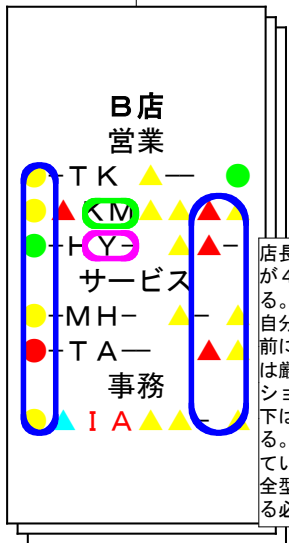 B店
営業
TK
KM
HY
サービス
MH
TA
事務
IA
店長
が4
る。
自分
前に
は厳
ショ
下は
る。
てい
全型
る必